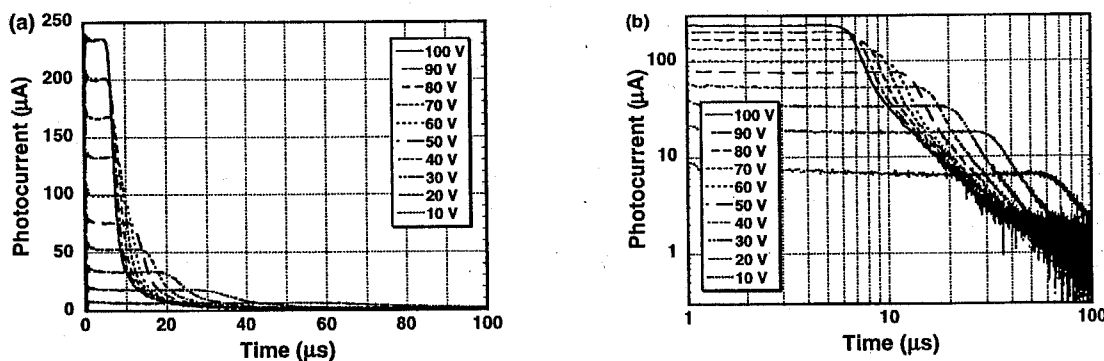 (a)
250
200
150
100
50
0
Photocurrent (μA)
100 V
90 V
80 V
70 V
60 V
50 V
40 V
30 V
20 V
10 V
0 20 40 60 80 100
Time (μs)
(b)
100
10
1
Photocurrent (μA)
100 V
90 V
80 V
70 V
60 V
50 V
40 V
30 V
20 V
10 V
1 10 100
Time (μs)